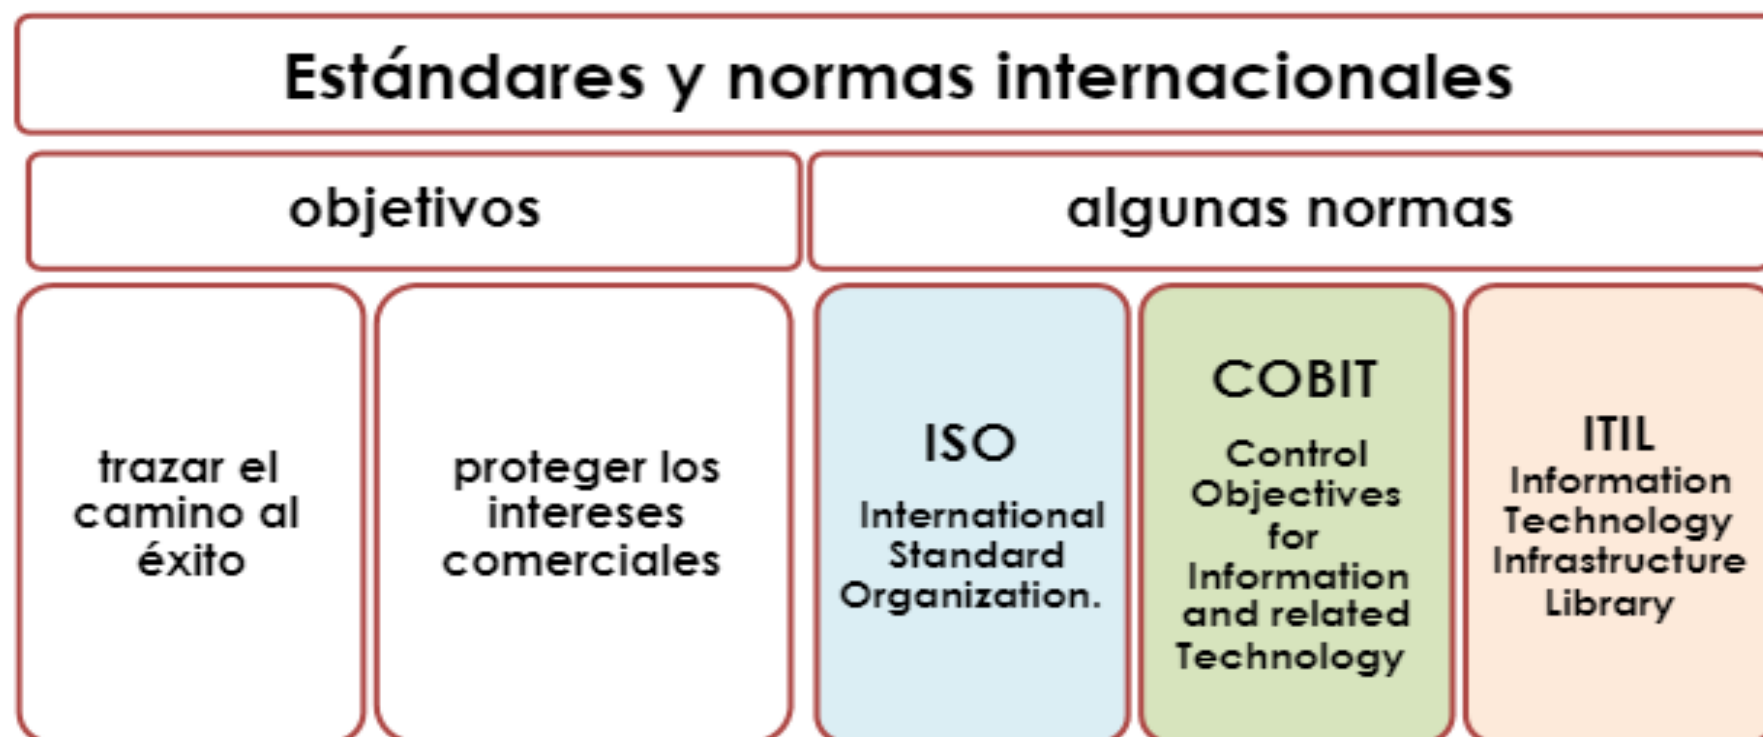 Estándares y normas internacionales
objetivos
algunas normas
trazar el
camino al
éxito
proteger los
intereses
comerciales
ISO
International
Standard
Organization.
COBIT
Control
Objectives
for
Information
and related
Technology
ITIL
Information
Technology
Infrastructure
Library